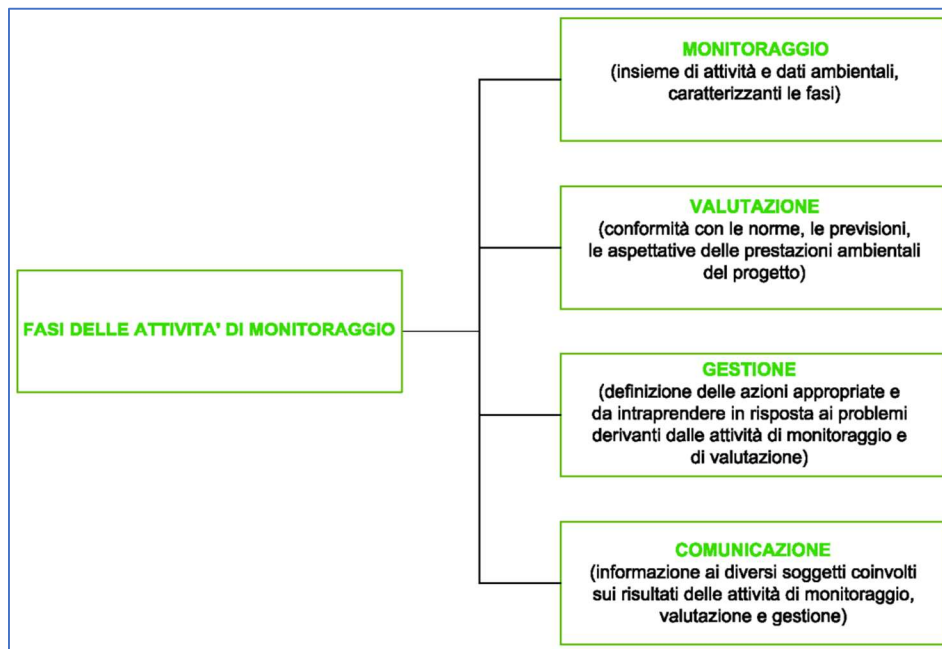 FASI DELLE ATTIVITA' DI MONITORAGGIO
MONITORAGGIO
(insieme di attività e dati ambientali,
caratterizzanti le fasi)
VALUTAZIONE
(conformità con le norme, le previsioni,
le aspettative delle prestazioni ambientali
del progetto)
GESTIONE
(definizione delle azioni appropriate e
da intraprendere in risposta ai problemi
derivanti dalle attività di monitoraggio e
di valutazione)
COMUNICAZIONE
(informazione ai diversi soggetti coinvolti
sui risultati delle attività di monitoraggio,
valutazione e gestione)